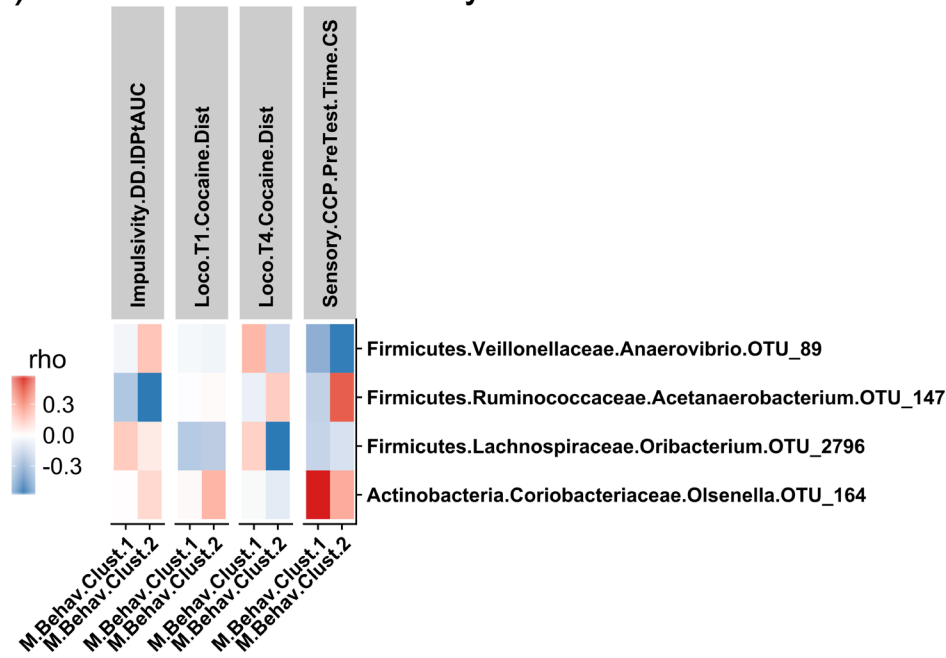 Impulsivity.DD.IDPtAUC
Loco.T1.Cocaine.Dist
Loco.T4.Cocaine.Dist
Sensory.CCP.PreTest.Time.CS
rho
0.3
0.0
-0.3
Firmicutes.Veillonellaceae.Anaerovibrio.OTU_89
Firmicutes.Ruminococcaceae.Acetanaerobacterium.OTU_147
Firmicutes.Lachnospiraceae.Oribacterium.OTU_2796
Actinobacteria.Coriobacteriaceae.Olsenella.OTU_164
M.Behav.Clust.1
M.Behav.Clust.2
M.Behav.Clust.1
M.Behav.Clust.2
M.Behav.Clust.1
M.Behav.Clust.2
M.Behav.Clust.1
M.Behav.Clust.2